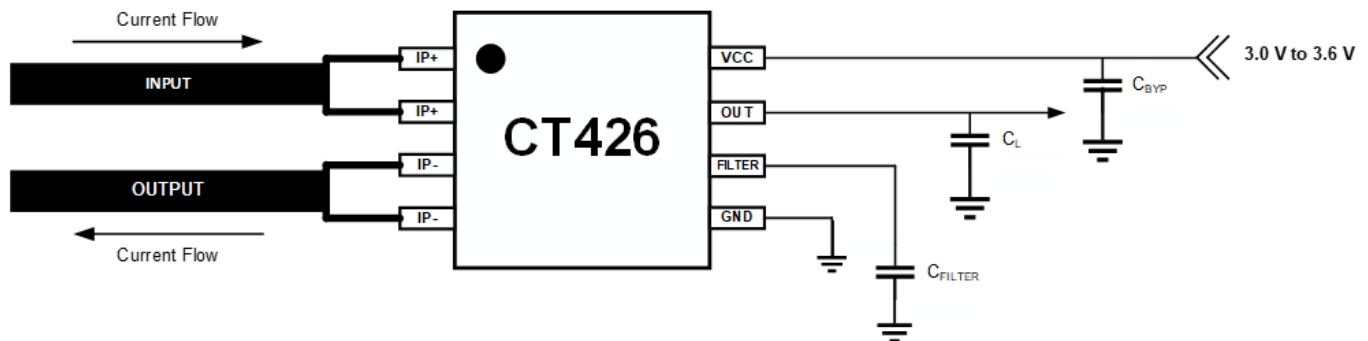 Current Flow
INPUT
IP+
IP+
IP-
IP-
OUTPUT
Current Flow
CT426
VCC
OUT
FILTER
GND
3.0 V to 3.6 V
CBYP
CL
CFILTER